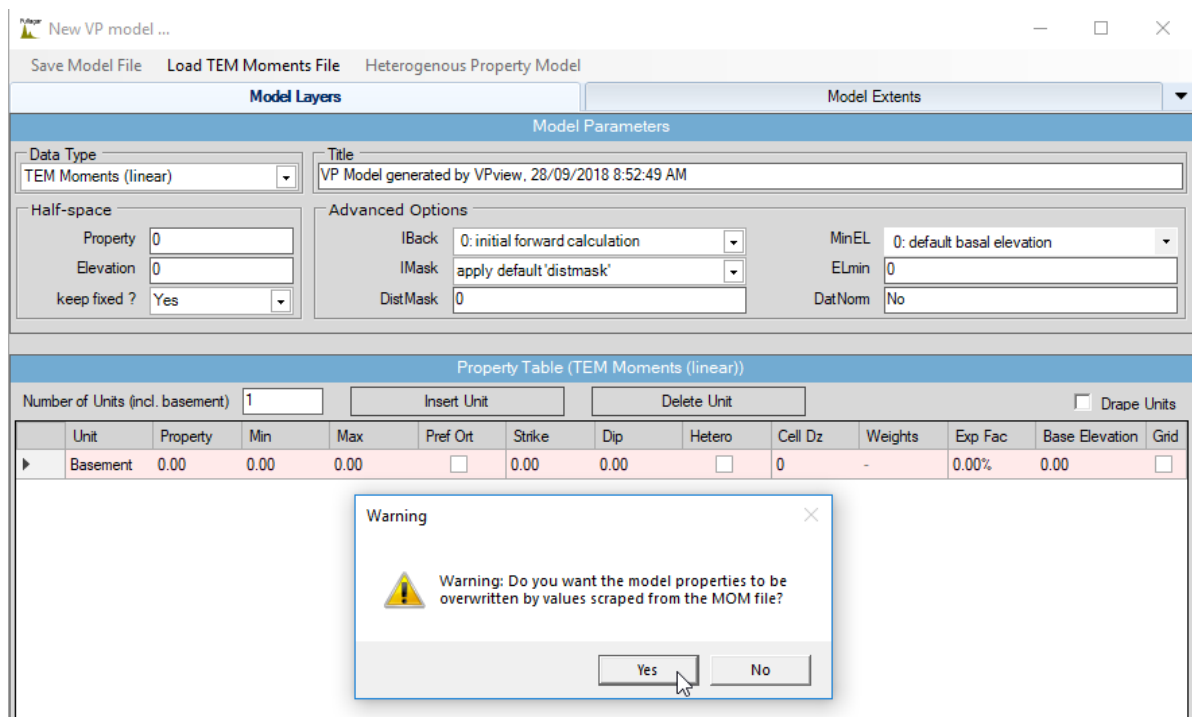 Fullagar
New VP model ...
Save Model File Load TEM Moments File Heterogenous Property Model
Model Layers Model Extents
Model Parameters
Data Type Title
TEM Moments (linear) VP Model generated by VPview, 28/09/2018 8:52:49 AM
Half-space Advanced Options
Property 0 IBack 0: initial forward calculation MinEL 0: default basal elevation
Elevation 0 IMask apply default 'distmask' ELmin 0
keep fixed ? Yes DistMask 0 DatNorm No
Property Table (TEM Moments (linear))
Number of Units (incl. basement) 1 Insert Unit Delete Unit Drape Units
Unit Property Min Max Pref Ort Strike Dip Hetero Cell Dz Weights Exp Fac Base Elevation Grid
Basement 0.00 0.00 0.00 0.00 0.00 0 - 0.00% 0.00
Warning
Warning: Do you want the model properties to be
overwritten by values scraped from the MOM file?
Yes No